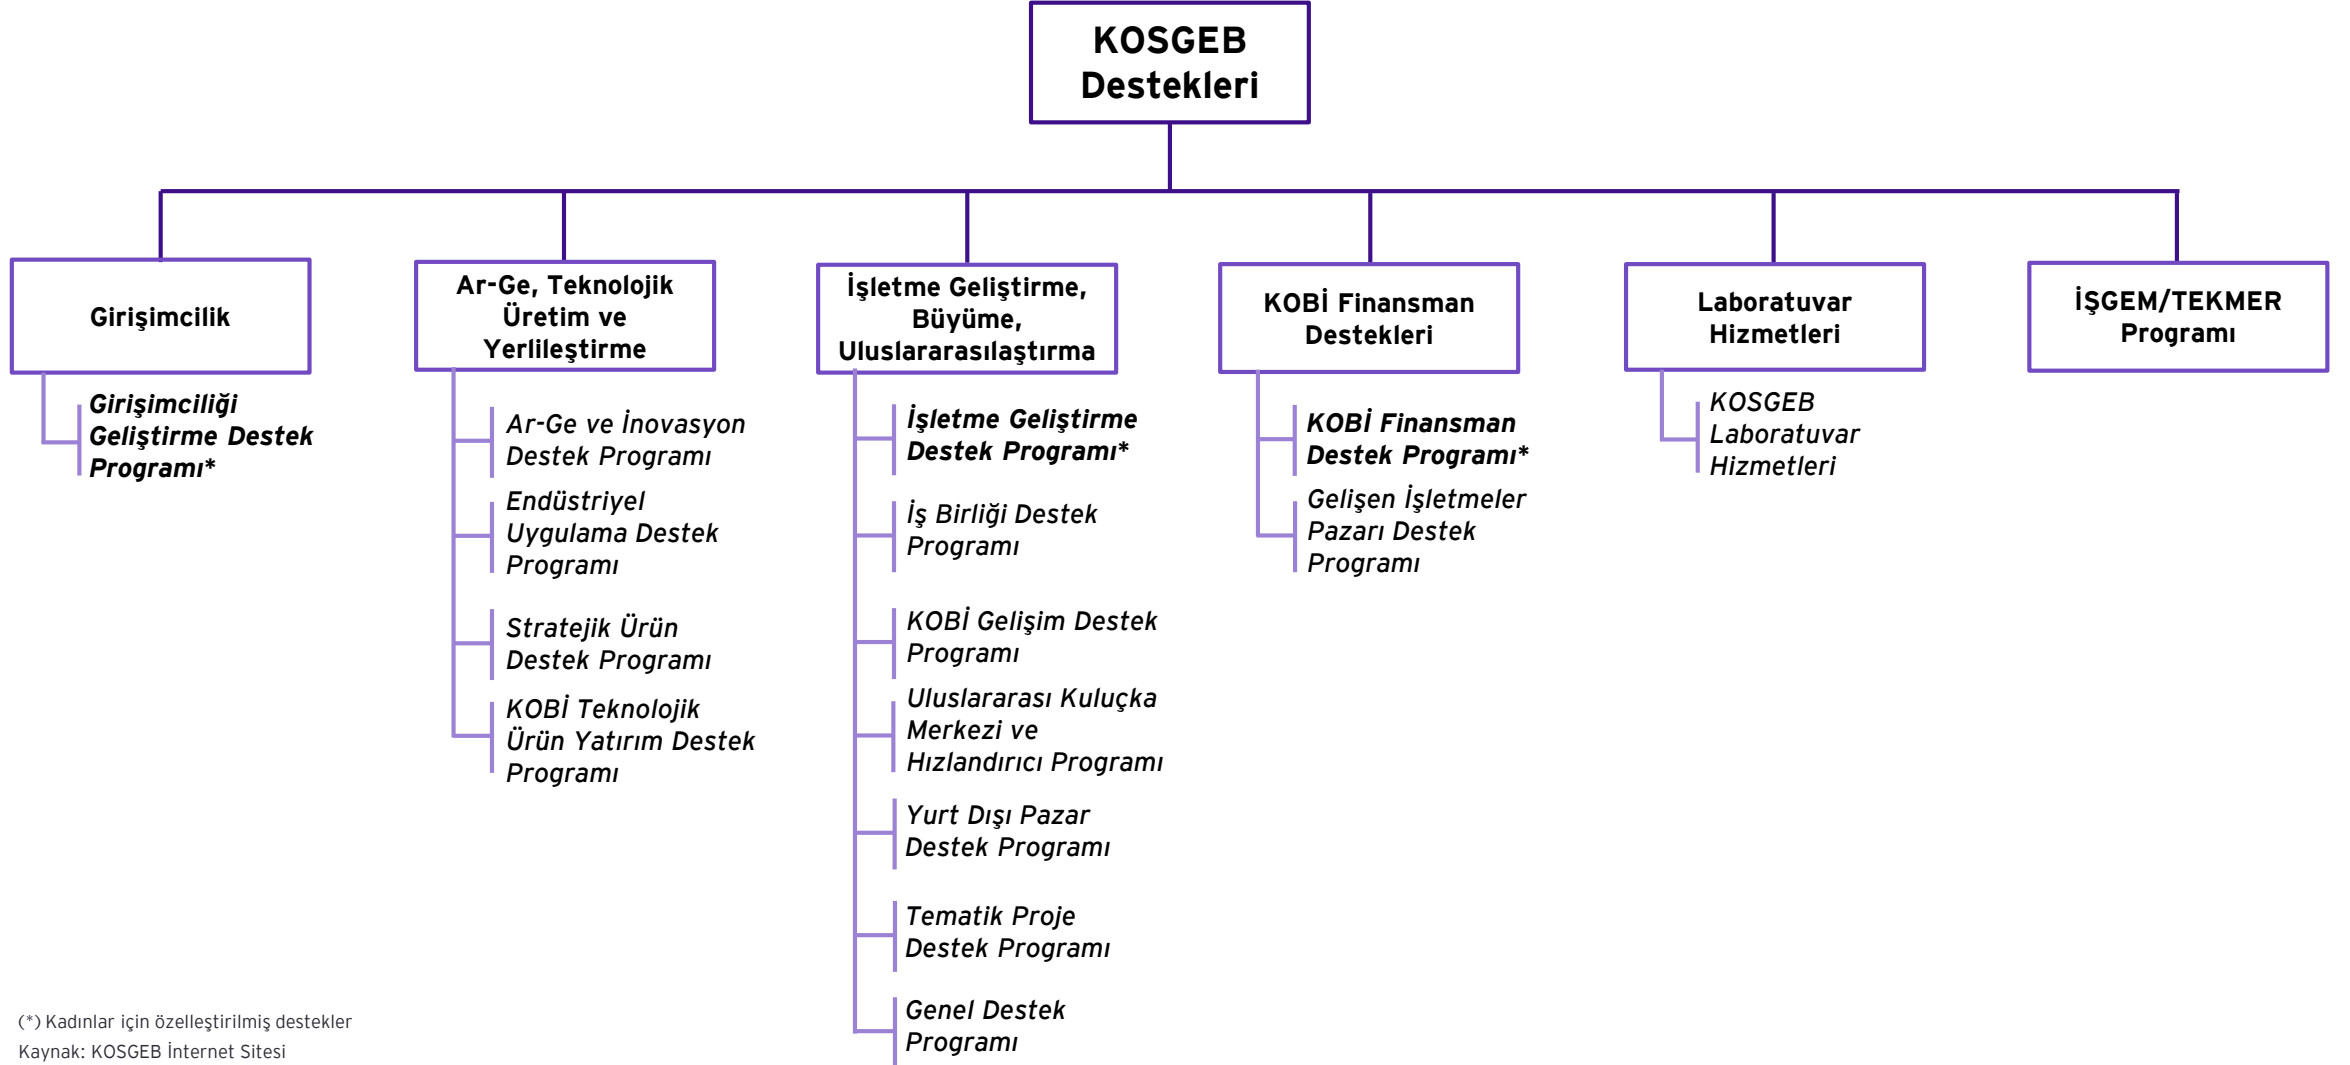 KOSGEB
Destekleri
Girişimcilik
Girişimciliği
Geliştirme Destek
Programı*
Ar-Ge, Teknolojik
Üretim ve
Yerlileştirme
Ar-Ge ve İnovasyon
Destek Programı
Endüstriyel
Uygulama Destek
Programı
Stratejik Ürün
Destek Programı
KOBİ Teknolojik
Ürün Yatırım Destek
Programı
İşletme Geliştirme,
Büyüme,
Uluslararasılaştırma
İşletme Geliştirme
Destek Programı*
İş Birliği Destek
Programı
KOBİ Gelişim Destek
Programı
Uluslararası Kuluçka
Merkezi ve
Hızlandırıcı Programı
Yurt Dışı Pazar
Destek Programı
Tematik Proje
Destek Programı
Genel Destek
Programı
KOBİ Finansman
Destekleri
KOBİ Finansman
Destek Programı*
Gelişen İşletmeler
Pazarı Destek
Programı
Laboratuvar
Hizmetleri
KOSGEB
Laboratuvar
Hizmetleri
İŞGEM/TEKMER
Programı
(*) Kadınlar için özelleştirilmiş destekler
Kaynak: KOSGEB İnternet Sitesi